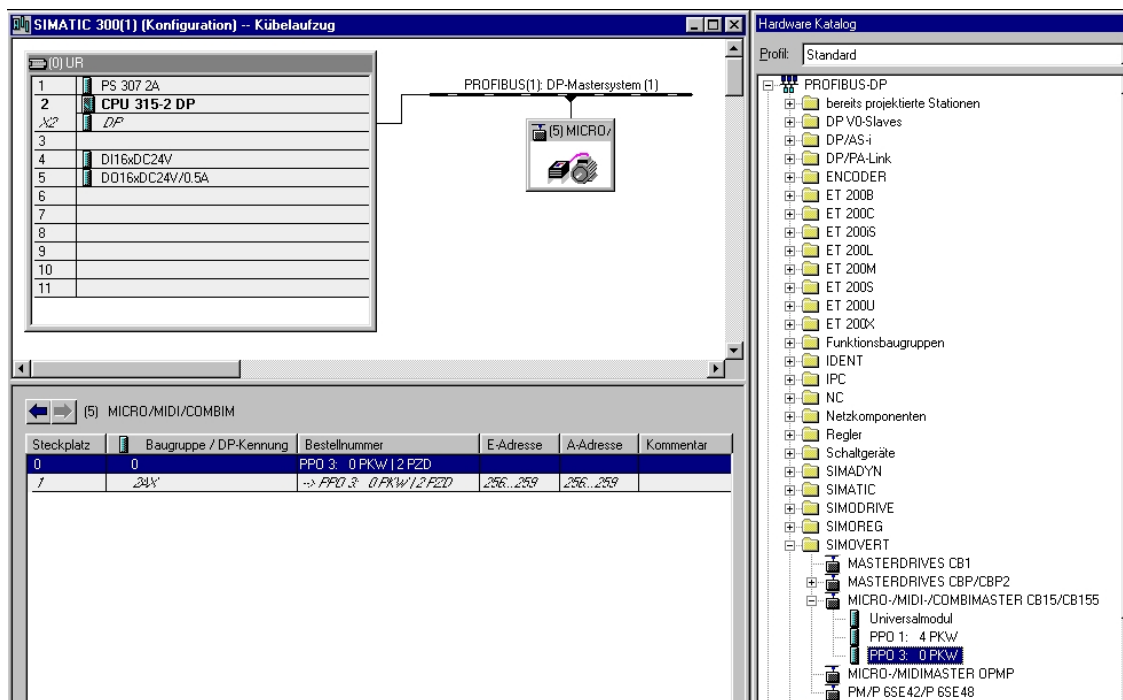 SIMATIC 300(1) (Konfiguration) -- Kübelaufzug
(0) UR
1 PS 307 2A
2 CPU 315-2 DP
X2 DP
3
4 DI16xDC24V
5 DO16xDC24V/0.5A
6
7
8
9
10
11
PROFIBUS(1): DP-Mastersystem (1)
(5) MICRO/
(5) MICRO/MIDI/COMBIM
Steckplatz Baugruppe / DP-Kennung Bestellnummer E-Adresse A-Adresse Kommentar
0 0 PPO 3: 0 PKW | 2 PZD
1 2AX --> PPO 3: 0 PKW | 2 PZD 256...259 256...259
Hardware Katalog
Profil: Standard
PROFIBUS-DP
bereits projektierte Stationen
DP V0-Slaves
DP/AS-i
DP/PA-Link
ENCODER
ET 200B
ET 200C
ET 200iS
ET 200L
ET 200M
ET 200S
ET 200U
ET 200X
Funktionsbaugruppen
IDENT
IPC
NC
Netzkomponenten
Regler
Schaltgeräte
SIMADYN
SIMATIC
SIMODRIVE
SIMOREG
SIMOVERT
MASTERDRIVES CB1
MASTERDRIVES CBP/CBP2
MICRO-/MIDI-/COMBIMASTER CB15/CB155
Universalmodul
PPO 1: 4 PKW
PPO 3: 0 PKW
MICRO-/MIDIMASTER OPMP
PM/P 6SE42/P 6SE48